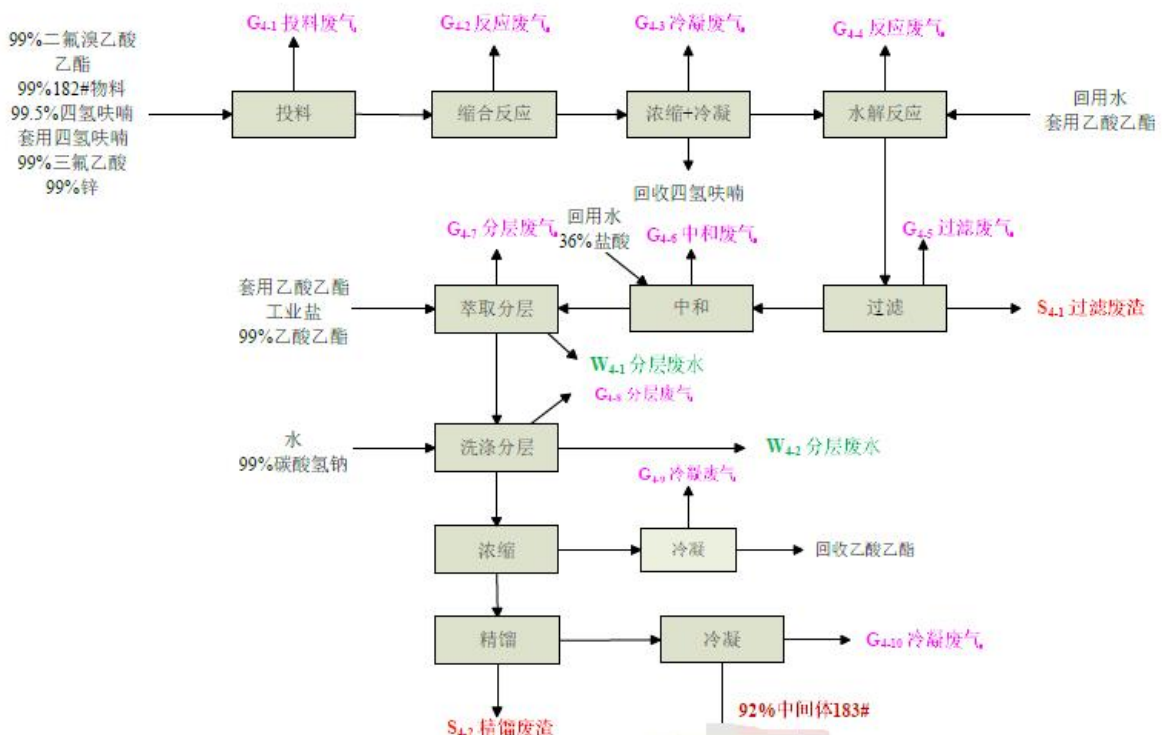 99%二氟溴乙酸
乙酯
99%182#物料
99.5%四氢呋喃
套用四氢呋喃
99%三氟乙酸
99%锌
G4-1 投料废气。
投料
G4-2 反应废气。
缩合反应
G4-3 冷凝废气。
浓缩+冷凝
回收四氢呋喃
G4-4 反应废气。
水解反应
回用水
套用乙酸乙酯
G4-5 过滤废气。
过滤
S4-1 过滤废渣
回用水
36%盐酸
G4-6 中和废气。
中和
G4-7 分层废气。
套用乙酸乙酯
工业盐
99%乙酸乙酯
萃取分层
W4-1 分层废水
G4-8 分层废气。
水
99%碳酸氢钠
洗涤分层
W4-2 分层废水
G4-9 冷凝废气。
浓缩
冷凝
回收乙酸乙酯
精馏
冷凝
G4-10 冷凝废气。
92%中间体183#
S4-2 精馏废渣